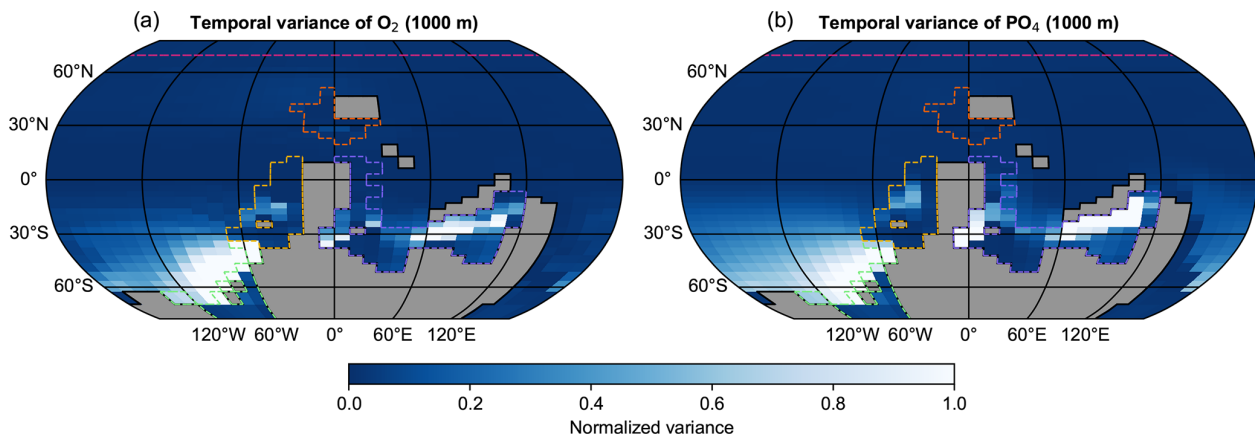 (a) Temporal variance of O₂ (1000 m)
(b) Temporal variance of PO₄ (1000 m)
60°N
30°N
0°
30°S
60°S
120°W 60°W 0° 60°E 120°E
60°N
30°N
0°
30°S
60°S
120°W 60°W 0° 60°E 120°E
0.0 0.2 0.4 0.6 0.8 1.0
Normalized variance